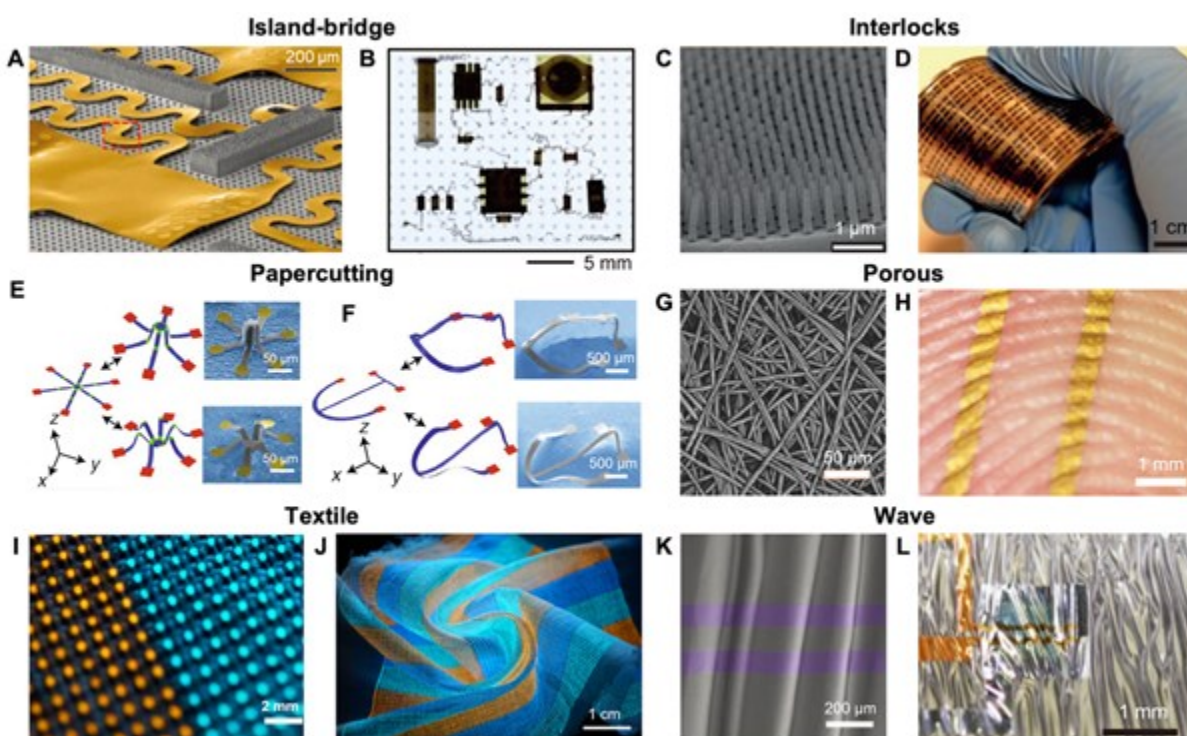 Island-bridge
Interlocks
A
200 µm
B
5 mm
C
1 µm
D
1 cm
Papercutting
Porous
E
50 µm
50 µm
z
x
y
F
500 µm
500 µm
z
x
y
G
50 µm
H
1 mm
Textile
Wave
I
2 mm
J
1 cm
K
200 µm
L
1 mm